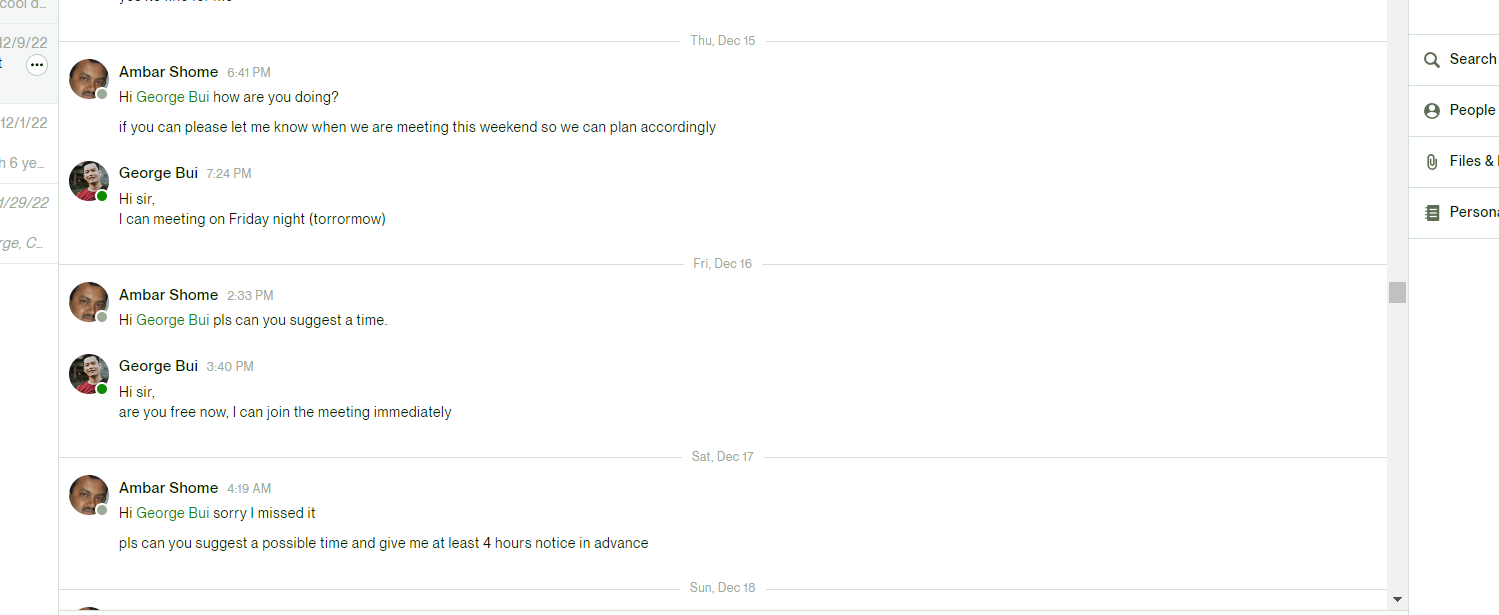 cool d...
12/9/22
12/1/22
h 6 ye...
1/29/22
rge, C...
Thu, Dec 15
Ambar Shome 6:41 PM
Hi George Bui how are you doing?
if you can please let me know when we are meeting this weekend so we can plan accordingly
George Bui 7:24 PM
Hi sir,
I can meeting on Friday night (torrormow)
Fri, Dec 16
Ambar Shome 2:33 PM
Hi George Bui pls can you suggest a time.
George Bui 3:40 PM
Hi sir,
are you free now, I can join the meeting immediately
Sat, Dec 17
Ambar Shome 4:19 AM
Hi George Bui sorry I missed it
pls can you suggest a possible time and give me at least 4 hours notice in advance
Sun, Dec 18
Search
People
Files &
Persona